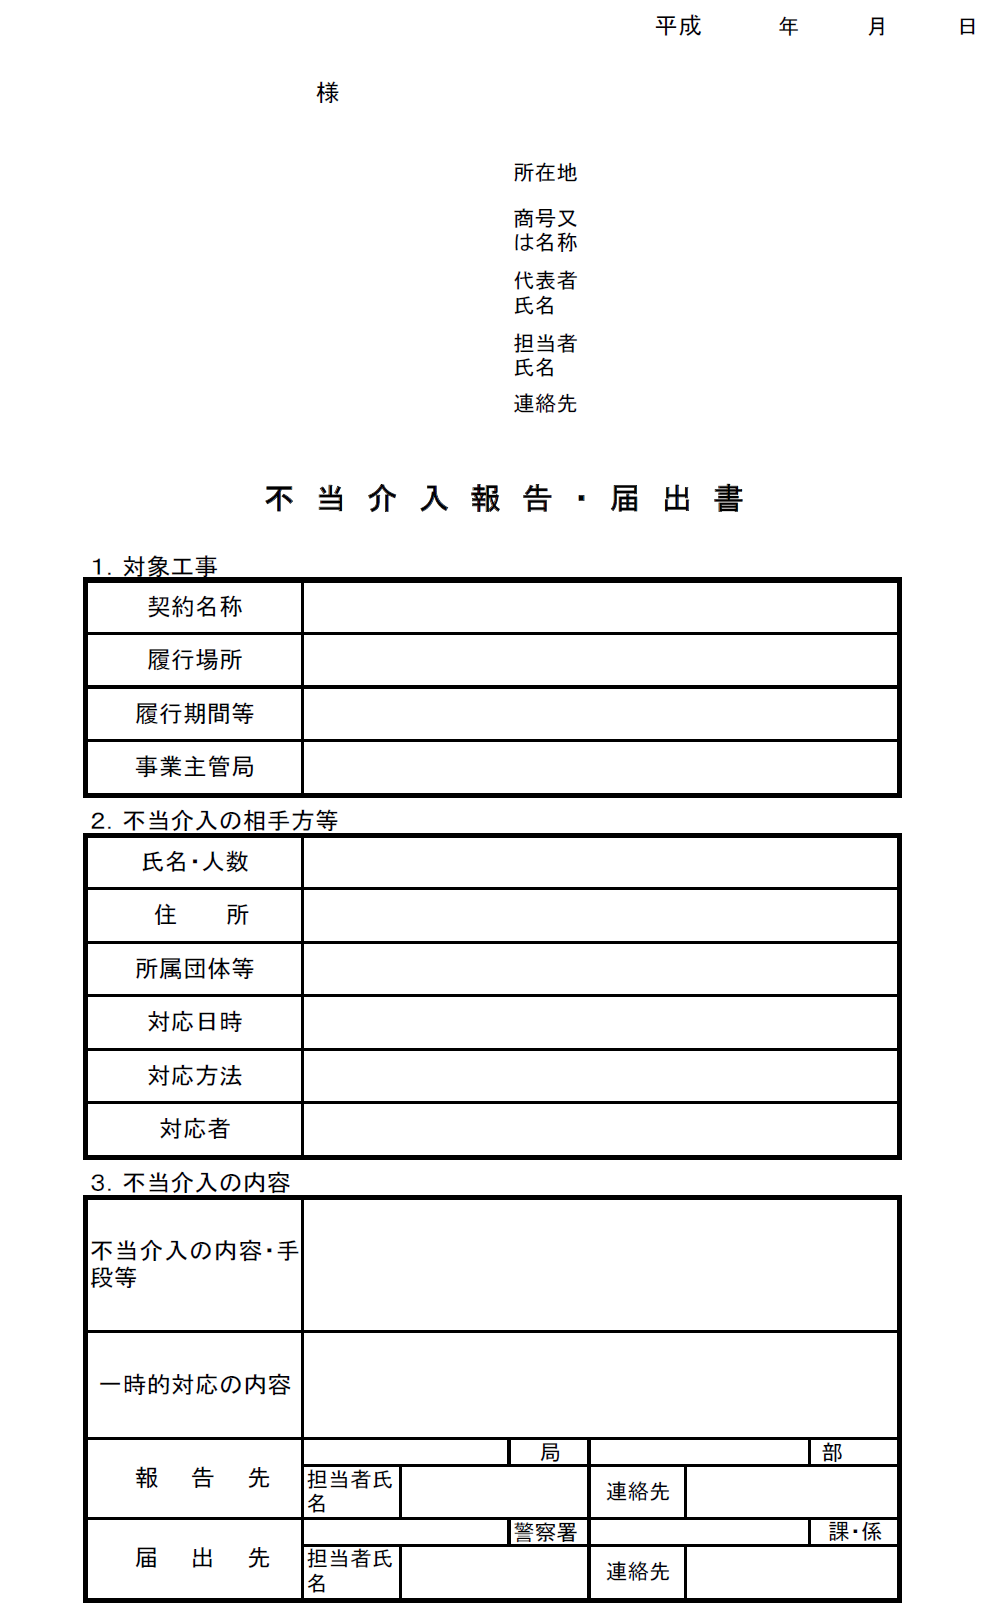 平成　年　月　日
様
所在地
商号又
は名称
代表者
氏名
担当者
氏名
連絡先
不当介入報告・届出書
1. 対象工事
契約名称
履行場所
履行期間等
事業主管局
2. 不当介入の相手方等
氏名・人数
住　所
所属団体等
対応日時
対応方法
対応者
3. 不当介入の内容
不当介入の内容・手
段等
一時的対応の内容
報　告　先
局
部
担当者氏
名
連絡先
届　出　先
警察署
課・係
担当者氏
名
連絡先